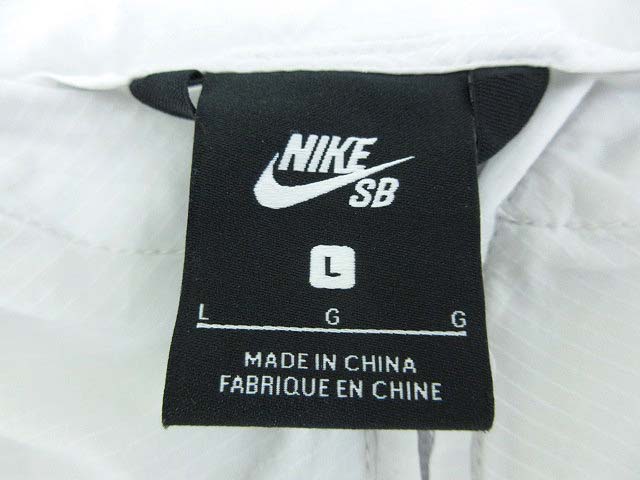 NIKE
SB
L
L G G
MADE IN CHINA
FABRIQUE EN CHINE